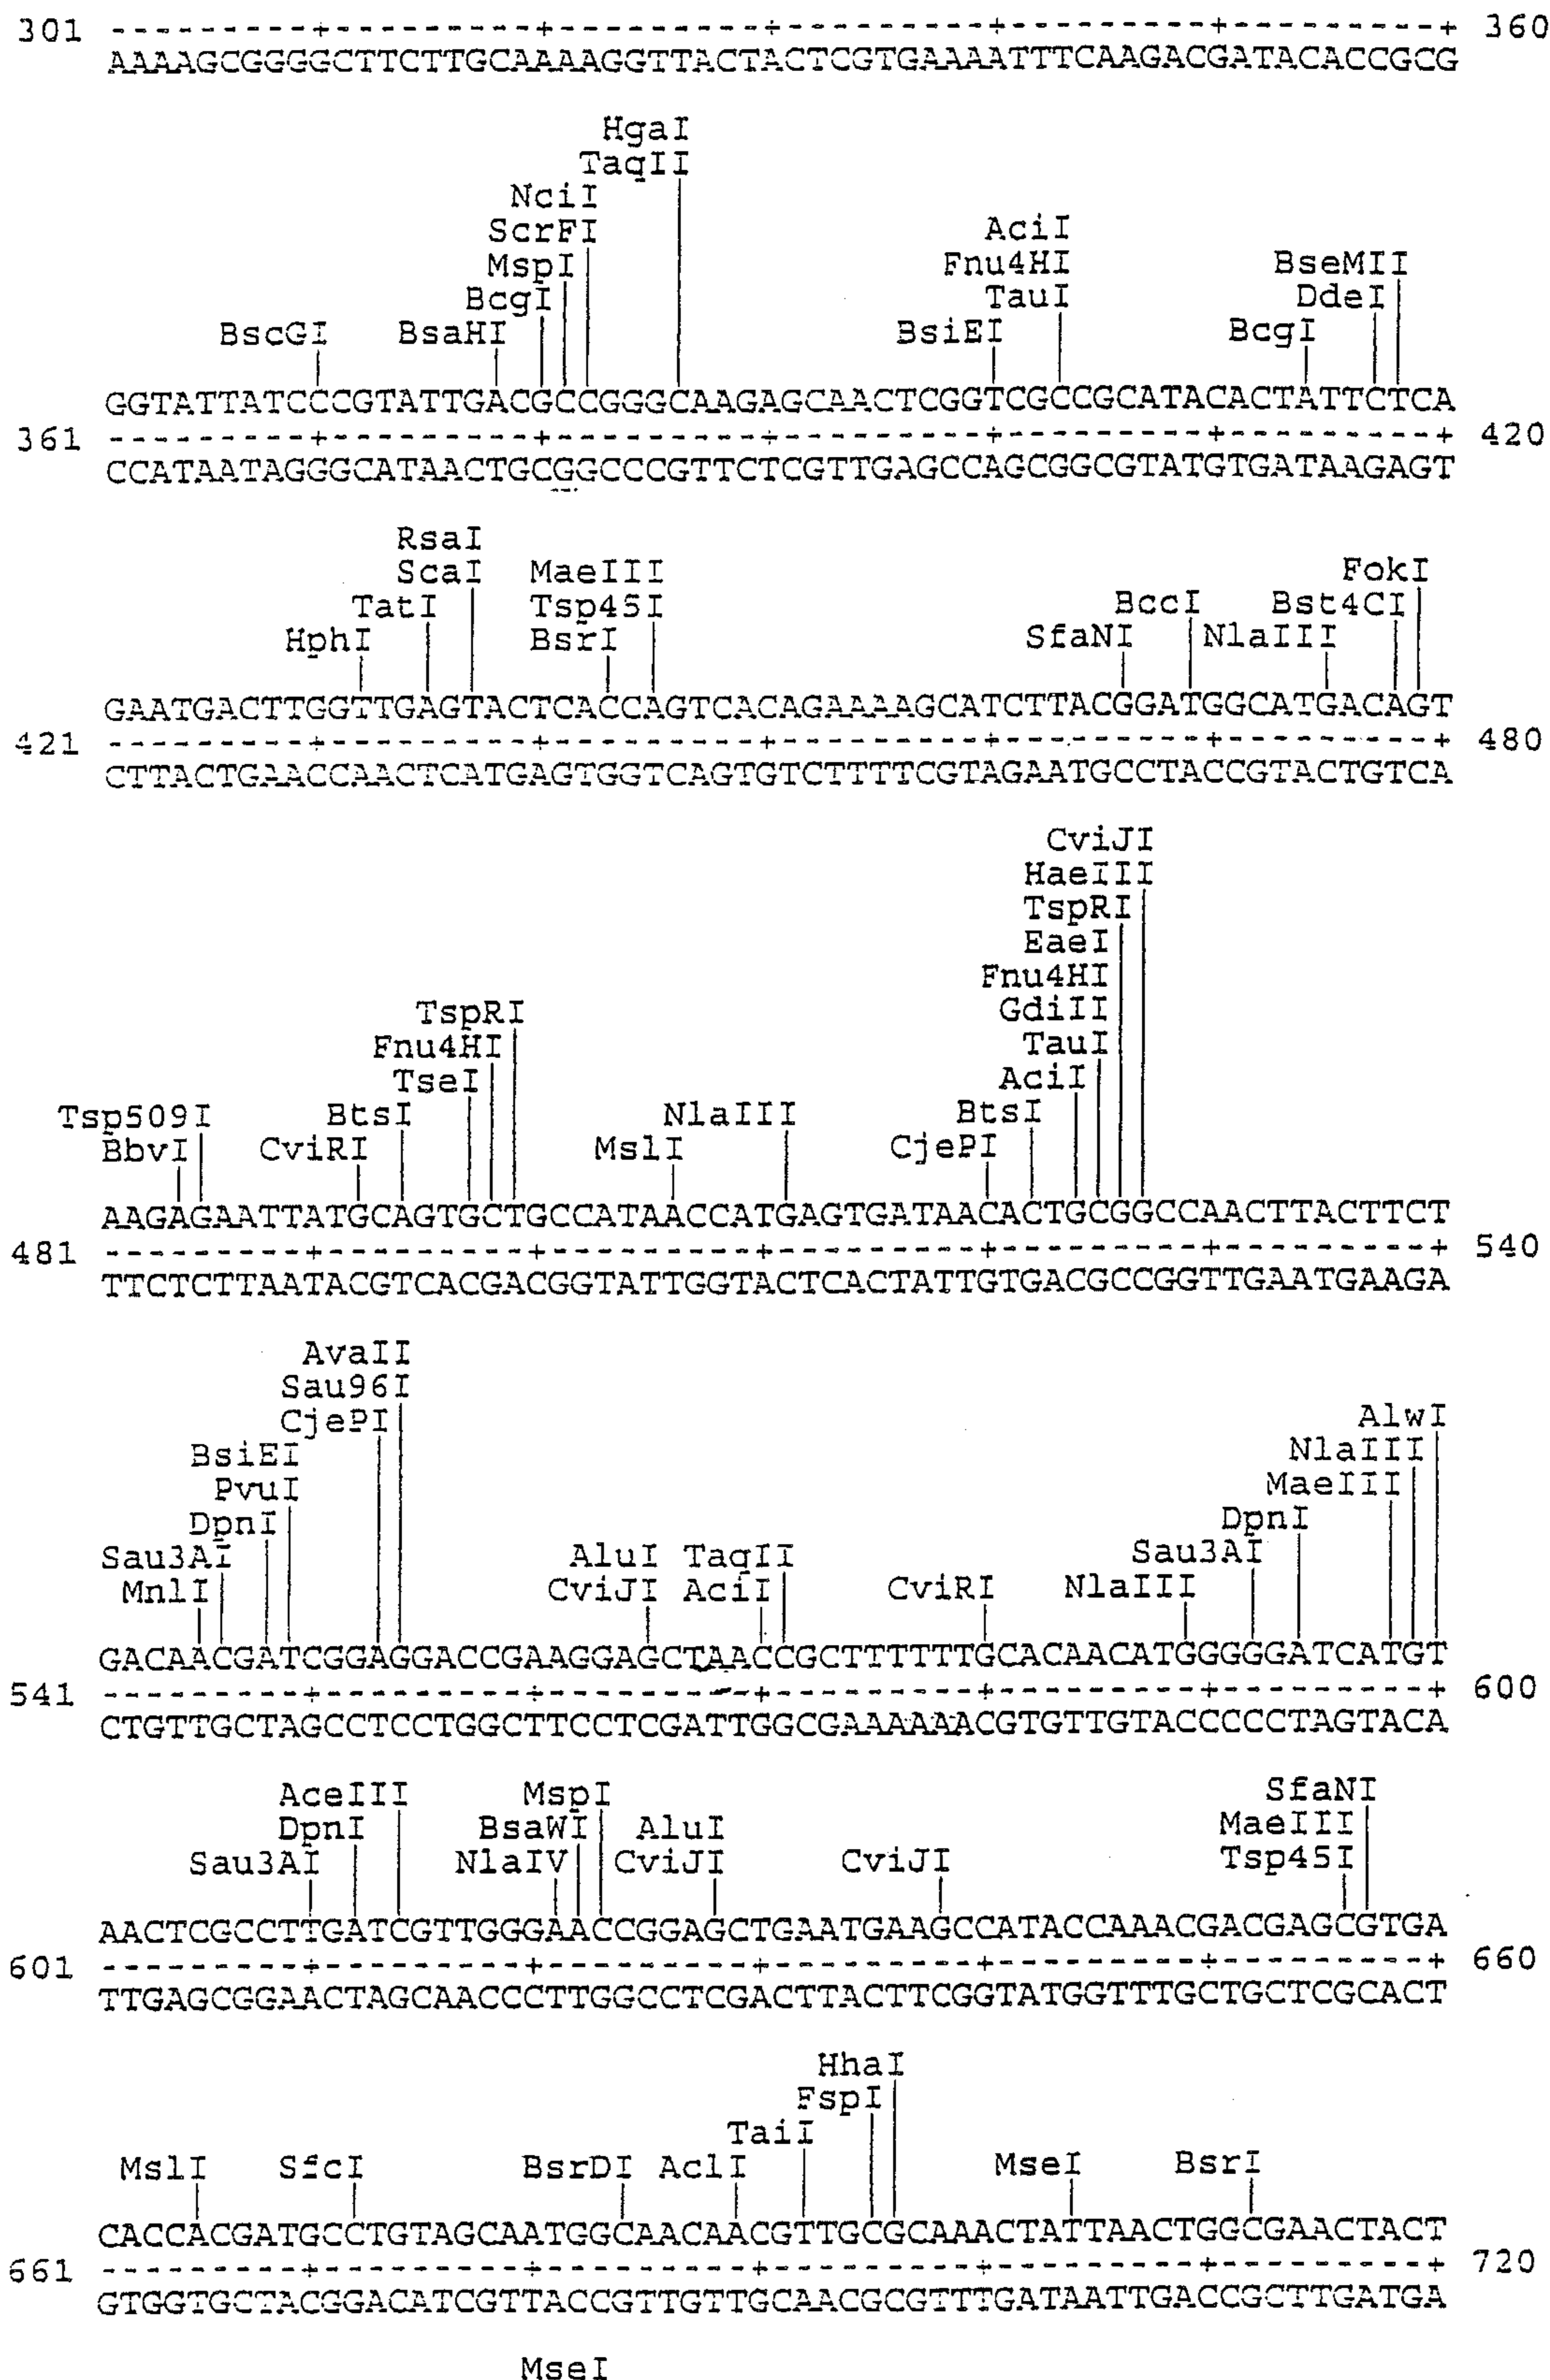 301 ---------+---------+---------+---------+---------+---------+ 360
AAAAGCGGGGCTTCTTGCAAAAGGTTACTACTCGTGAAAATTTCAAGACGATACACCGCG
HgaI
TaqII
NciI
ScrFI AciI
MspI Fnu4HI BseMII
BcgI TauI DdeI
BscGI BsaHI BsiEI BcgI
GGTATTATCCCGTATTGACGCCGGGCAAGAGCAACTCGGTCGCCGCATACACTATTCTCA
361 ---------+---------+---------+---------+---------+---------+ 420
CCATAATAGGGCATAACTGCGGCCCGTTCTCGTTGAGCCAGCGGCGTATGTGATAAGAGT
RsaI
ScaI MaeIII FokI
TatI Tsp45I BccI Bst4CI
HphI BsrI SfaNI NlaIII
GAATGACTTGGTTGAGTACTCACCAGTCACAGAAAAGCATCTTACGGATGGCATGACAGT
421 ---------+---------+---------+---------+---------+---------+ 480
CTTACTGAACCAACTCATGAGTGGTCAGTGTCTTTTCGTAGAATGCCTACCGTACTGTCA
CviJI
HaeIII
TspRI
EaeI
Fnu4HI
TspRI GdiII
Fnu4HI TauI
TseI AciI
Tsp509I BtsI NlaIII BtsI
BbvI CviRI MslI CjePI
AAGAGAATTATGCAGTGCTGCCATAACCATGAGTGATAACACTGCGGCCAACTTACTTCT
481 ---------+---------+---------+---------+---------+---------+ 540
TTCTCTTAATACGTCACGACGGTATTGGTACTCACTATTGTGACGCCGGTTGAATGAAGA
AvaII
Sau96I
CjePI AlwI
BsiEI NlaIII
PvuI MaeIII
DpnI DpnI
Sau3AI AluI TaqII Sau3AI
MnlI CviJI AciI CviRI NlaIII
GACAACGATCGGAGGACCGAAGGAGCTAACCGCTTTTTTGCACAACATGGGGGATCATGT
541 ---------+---------+---------+---------+---------+---------+ 600
CTGTTGCTAGCCTCCTGGCTTCCTCGATTGGCGAAAAAACGTGTTGTACCCCCTAGTACA
AceIII MspI SfaNI
DpnI BsaWI AluI MaeIII
Sau3AI NlaIV CviJI CviJI Tsp45I
AACTCGCCTTGATCGTTGGGAACCGGAGCTGAATGAAGCCATACCAAACGACGAGCGTGA
601 ---------+---------+---------+---------+---------+---------+ 660
TTGAGCGGAACTAGCAACCCTTGGCCTCGACTTACTTCGGTATGGTTTGCTGCTCGCACT
HhaI
FspI
TaiI
MslI SfcI BsrDI AclI MseI BsrI
CACCACGATGCCTGTAGCAATGGCAACAACGTTGCGCAAACTATTAACTGGCGAACTACT
661 ---------+---------+---------+---------+---------+---------+ 720
GTGGTGCTACGGACATCGTTACCGTTGTTGCAACGCGTTTGATAATTGACCGCTTGATGA
MseI